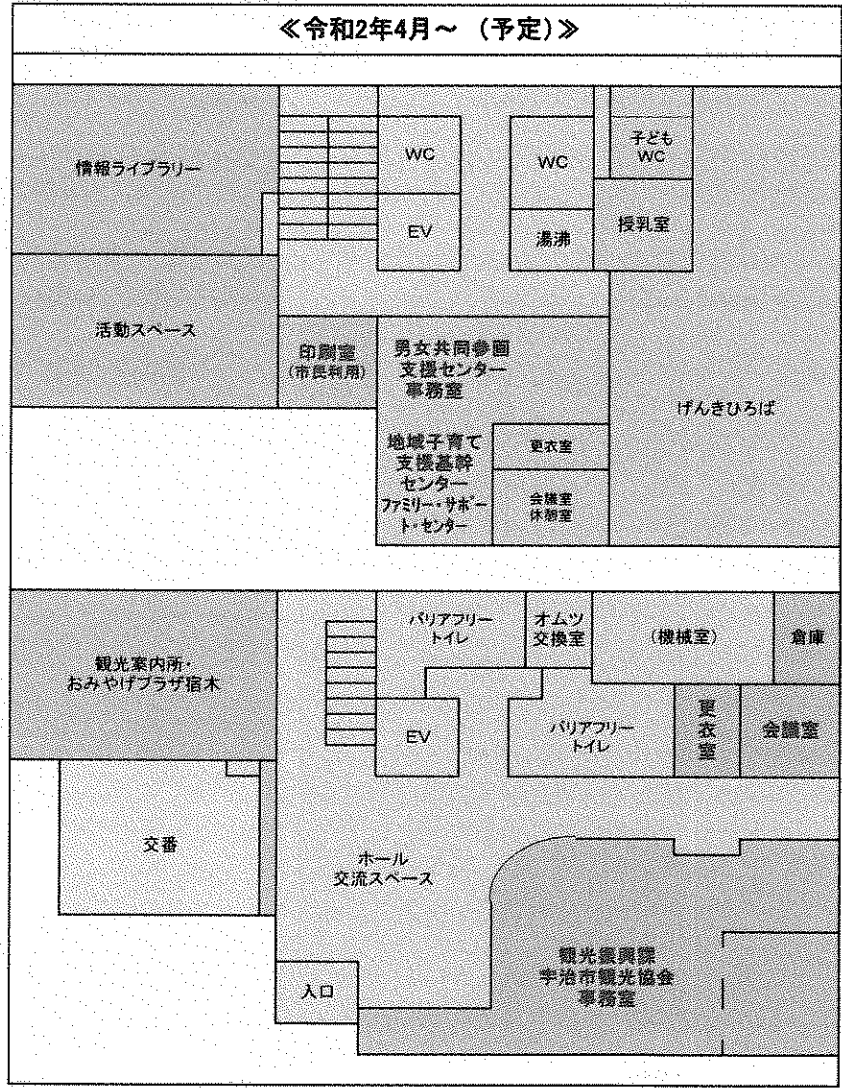 ≪令和2年4月～ (予定)≫
情報ライブラリー
WC
WC
子ども
WC
EV
湯沸
授乳室
活動スペース
印刷室
(市民利用)
男女共同参画
支援センター
事務室
げんきひろば
地域子育て
支援基幹
センター
ファミリー・サポー
ト・センター
更衣室
会議室
休憩室
観光案内所・
おみやげプラザ宿木
バリアフリー
トイレ
オムツ
交換室
(機械室)
倉庫
EV
バリアフリー
トイレ
更
衣
室
会議室
交番
ホール
交流スペース
観光振興課
宇治市観光協会
事務室
入口